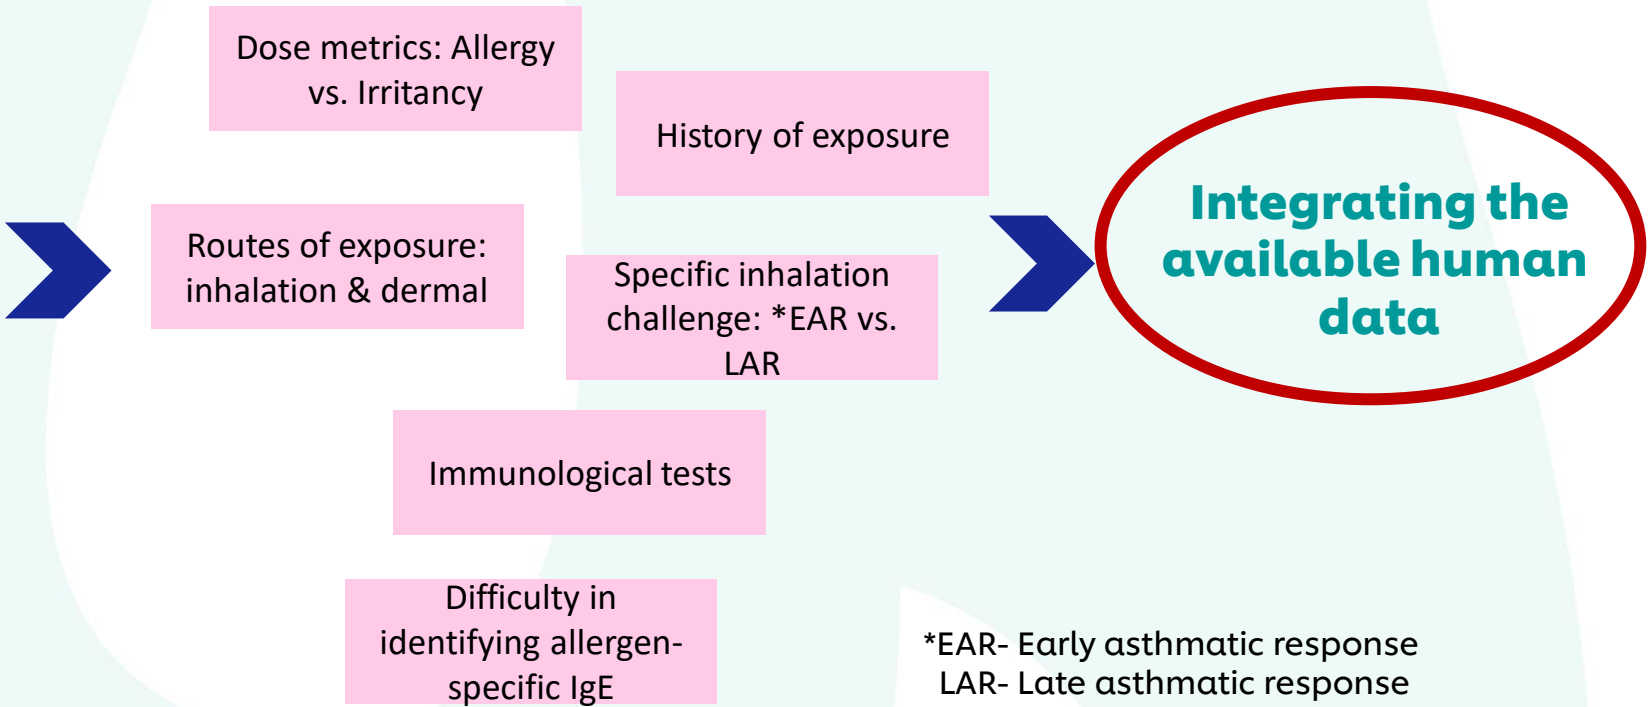 Dose metrics: Allergy
vs. Irritancy
History of exposure
Routes of exposure:
inhalation & dermal
Specific inhalation
challenge: *EAR vs.
LAR
Immunological tests
Difficulty in
identifying allergen-
specific IgE
Integrating the
available human
data
*EAR- Early asthmatic response
LAR- Late asthmatic response